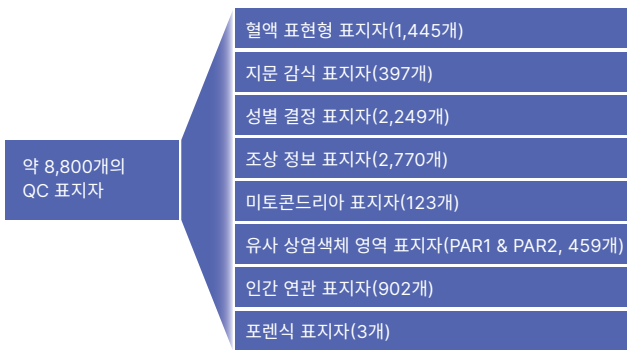 약 8,800개의
QC 표지자
혈액 표현형 표지자(1,445개)
지문 감식 표지자(397개)
성별 결정 표지자(2,249개)
조상 정보 표지자(2,770개)
미토콘드리아 표지자(123개)
유사 상염색체 영역 표지자(PAR1 & PAR2, 459개)
인간 연관 표지자(902개)
포렌식 표지자(3개)